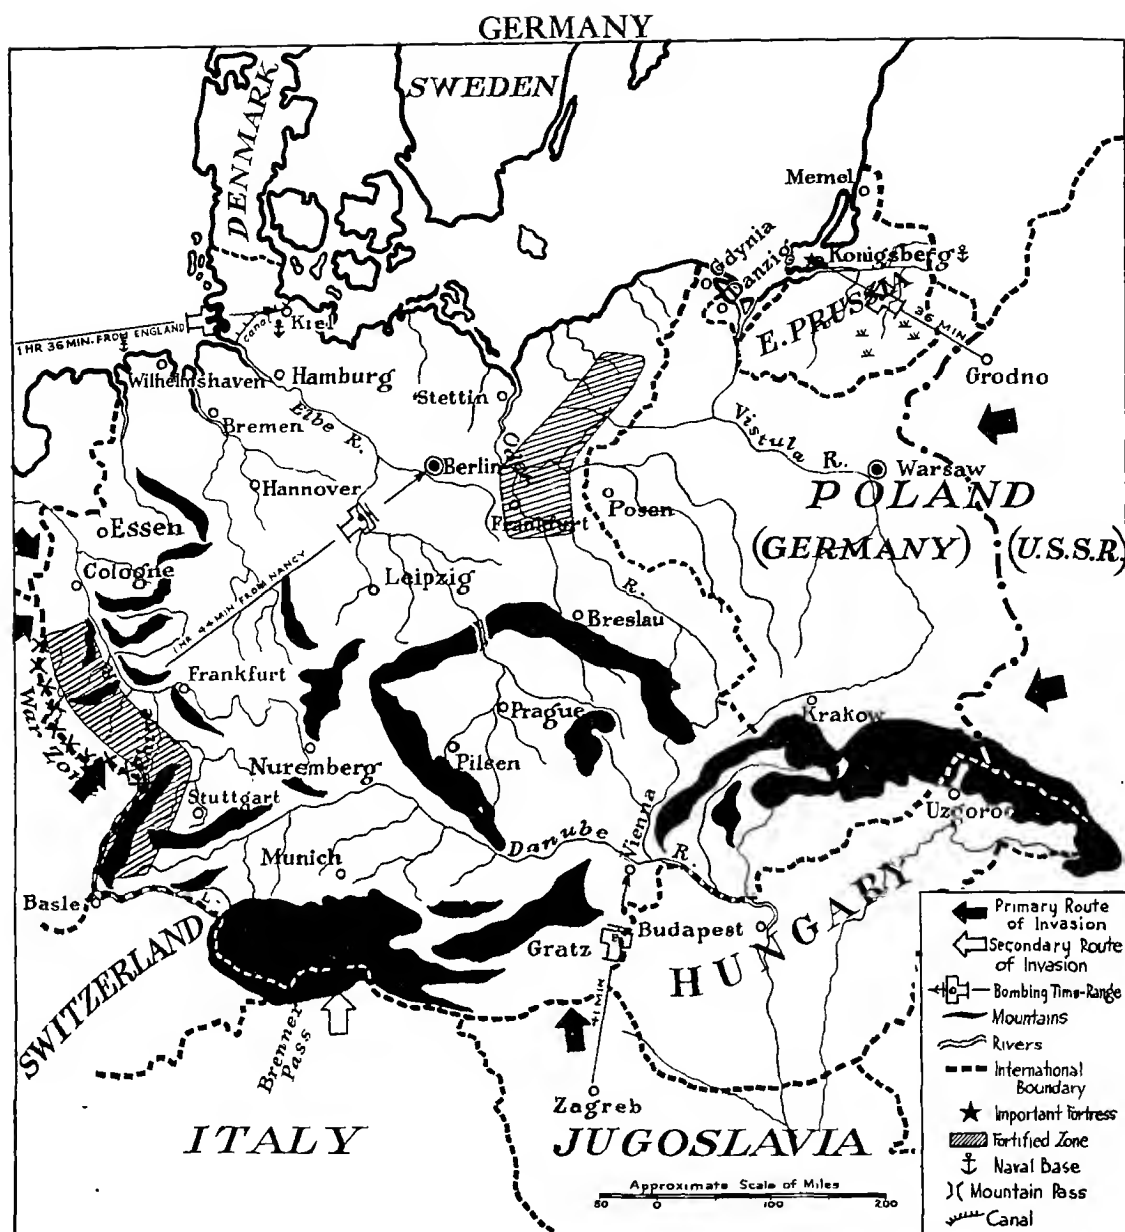 GERMANY
SWEDEN
DENMARK
Memel
Gdynia
Danzig
Konigsberg
E. PRUSSIA
36 MIN
Grodno
1 HR 36 MIN. FROM ENGLAND
canal
Kiel
Wilhelmshaven
Hamburg
Stettin
Bremen
Elbe R.
Vistula R.
Berlin
Oder
Warsaw
Hannover
Frankfurt
Posen
POLAND
Essen
(GERMANY)
(U.S.S.R)
Cologne
Leipzig
R.
1 HR 44 MIN FROM NANCY
Breslau
Frankfurt
Prague
Krakow
War Zon
Rhine
Nuremberg
Pilsen
Stuttgart
Uzgorod
Munich
Danube R.
Vienna
Basle
L.
Gratz
Budapest
HUNGARY
SWITZERLAND
41 MIN
Brenner
Pass
Zagreb
ITALY
JUGOSLAVIA
Approximate Scale of Miles
50 0 100 200
Primary Route
of Invasion
Secondary Route
of Invasion
Bombing Time-Range
Mountains
Rivers
International
Boundary
Important Fortress
Fortified Zone
Naval Base
Mountain Pass
Canal